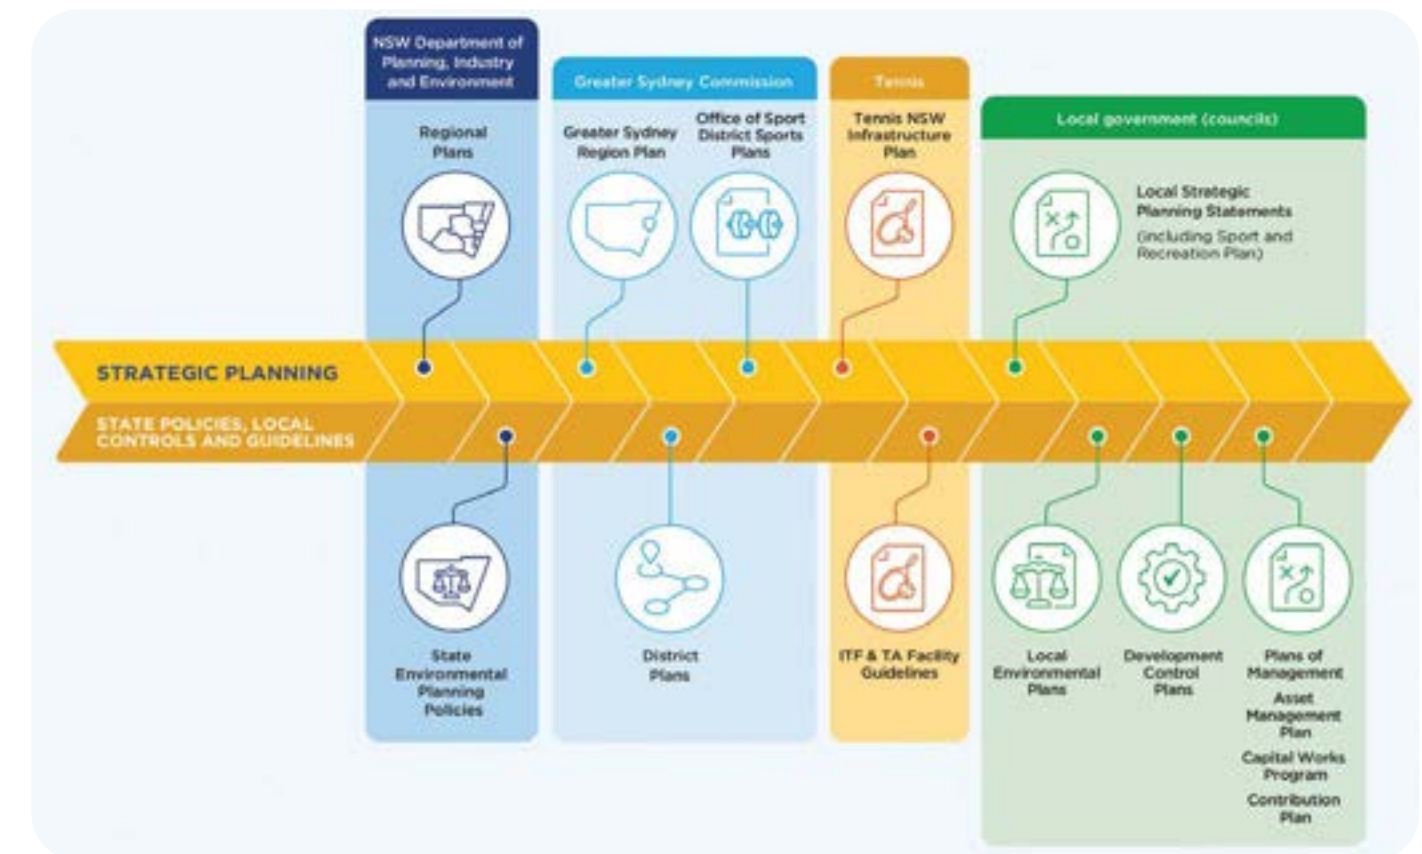 NSW Department of
Planning, Industry
and Environment
Greater Sydney Commission
Tennis
Local government (councils)
Regional
Plans
Greater Sydney
Region Plan
Office of Sport
District Sports
Plans
Tennis NSW
Infrastructure
Plan
Local Strategic
Planning Statements
(including Sport and
Recreation Plan)
STRATEGIC PLANNING
STATE POLICIES, LOCAL
CONTROLS AND GUIDELINES
State
Environmental
Planning
Policies
District
Plans
ITF & TA Facility
Guidelines
Local
Environmental
Plans
Development
Control
Plans
Plans of
Management
Asset
Management
Plan
Capital Works
Program
Contribution
Plan